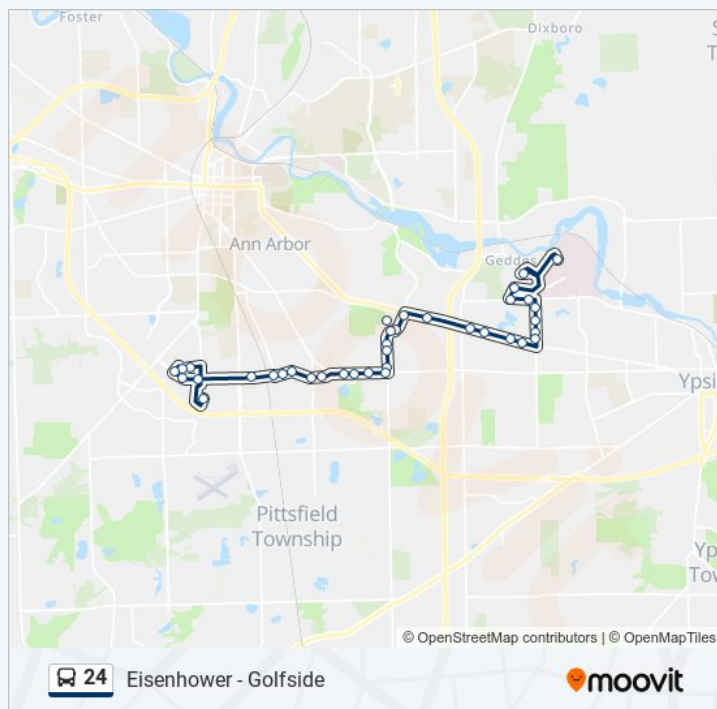 Foster
Dixboro
S
T
Ann Arbor
Geddes
Ypsi
Pittsfield
Township
Yp
Tow
© OpenStreetMap contributors | © OpenMapTiles
24 Eisenhower - Golfside
moovit